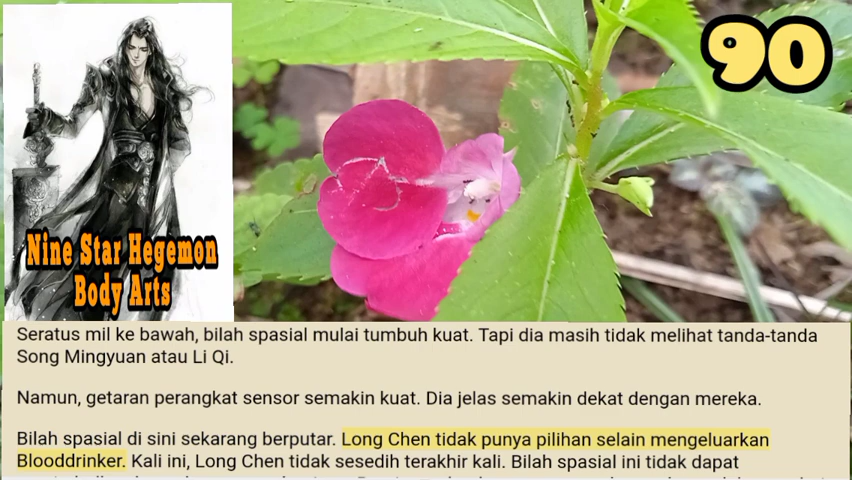 90
Nine Star Hegemon
Body Arts
Seratus mil ke bawah, bilah spasial mulai tumbuh kuat. Tapi dia masih tidak melihat tanda-tanda
Song Mingyuan atau Li Qi.
Namun, getaran perangkat sensor semakin kuat. Dia jelas semakin dekat dengan mereka.
Bilah spasial di sini sekarang berputar. Long Chen tidak punya pilihan selain mengeluarkan
Blooddrinker. Kali ini, Long Chen tidak sesedih terakhir kali. Bilah spasial ini tidak dapat